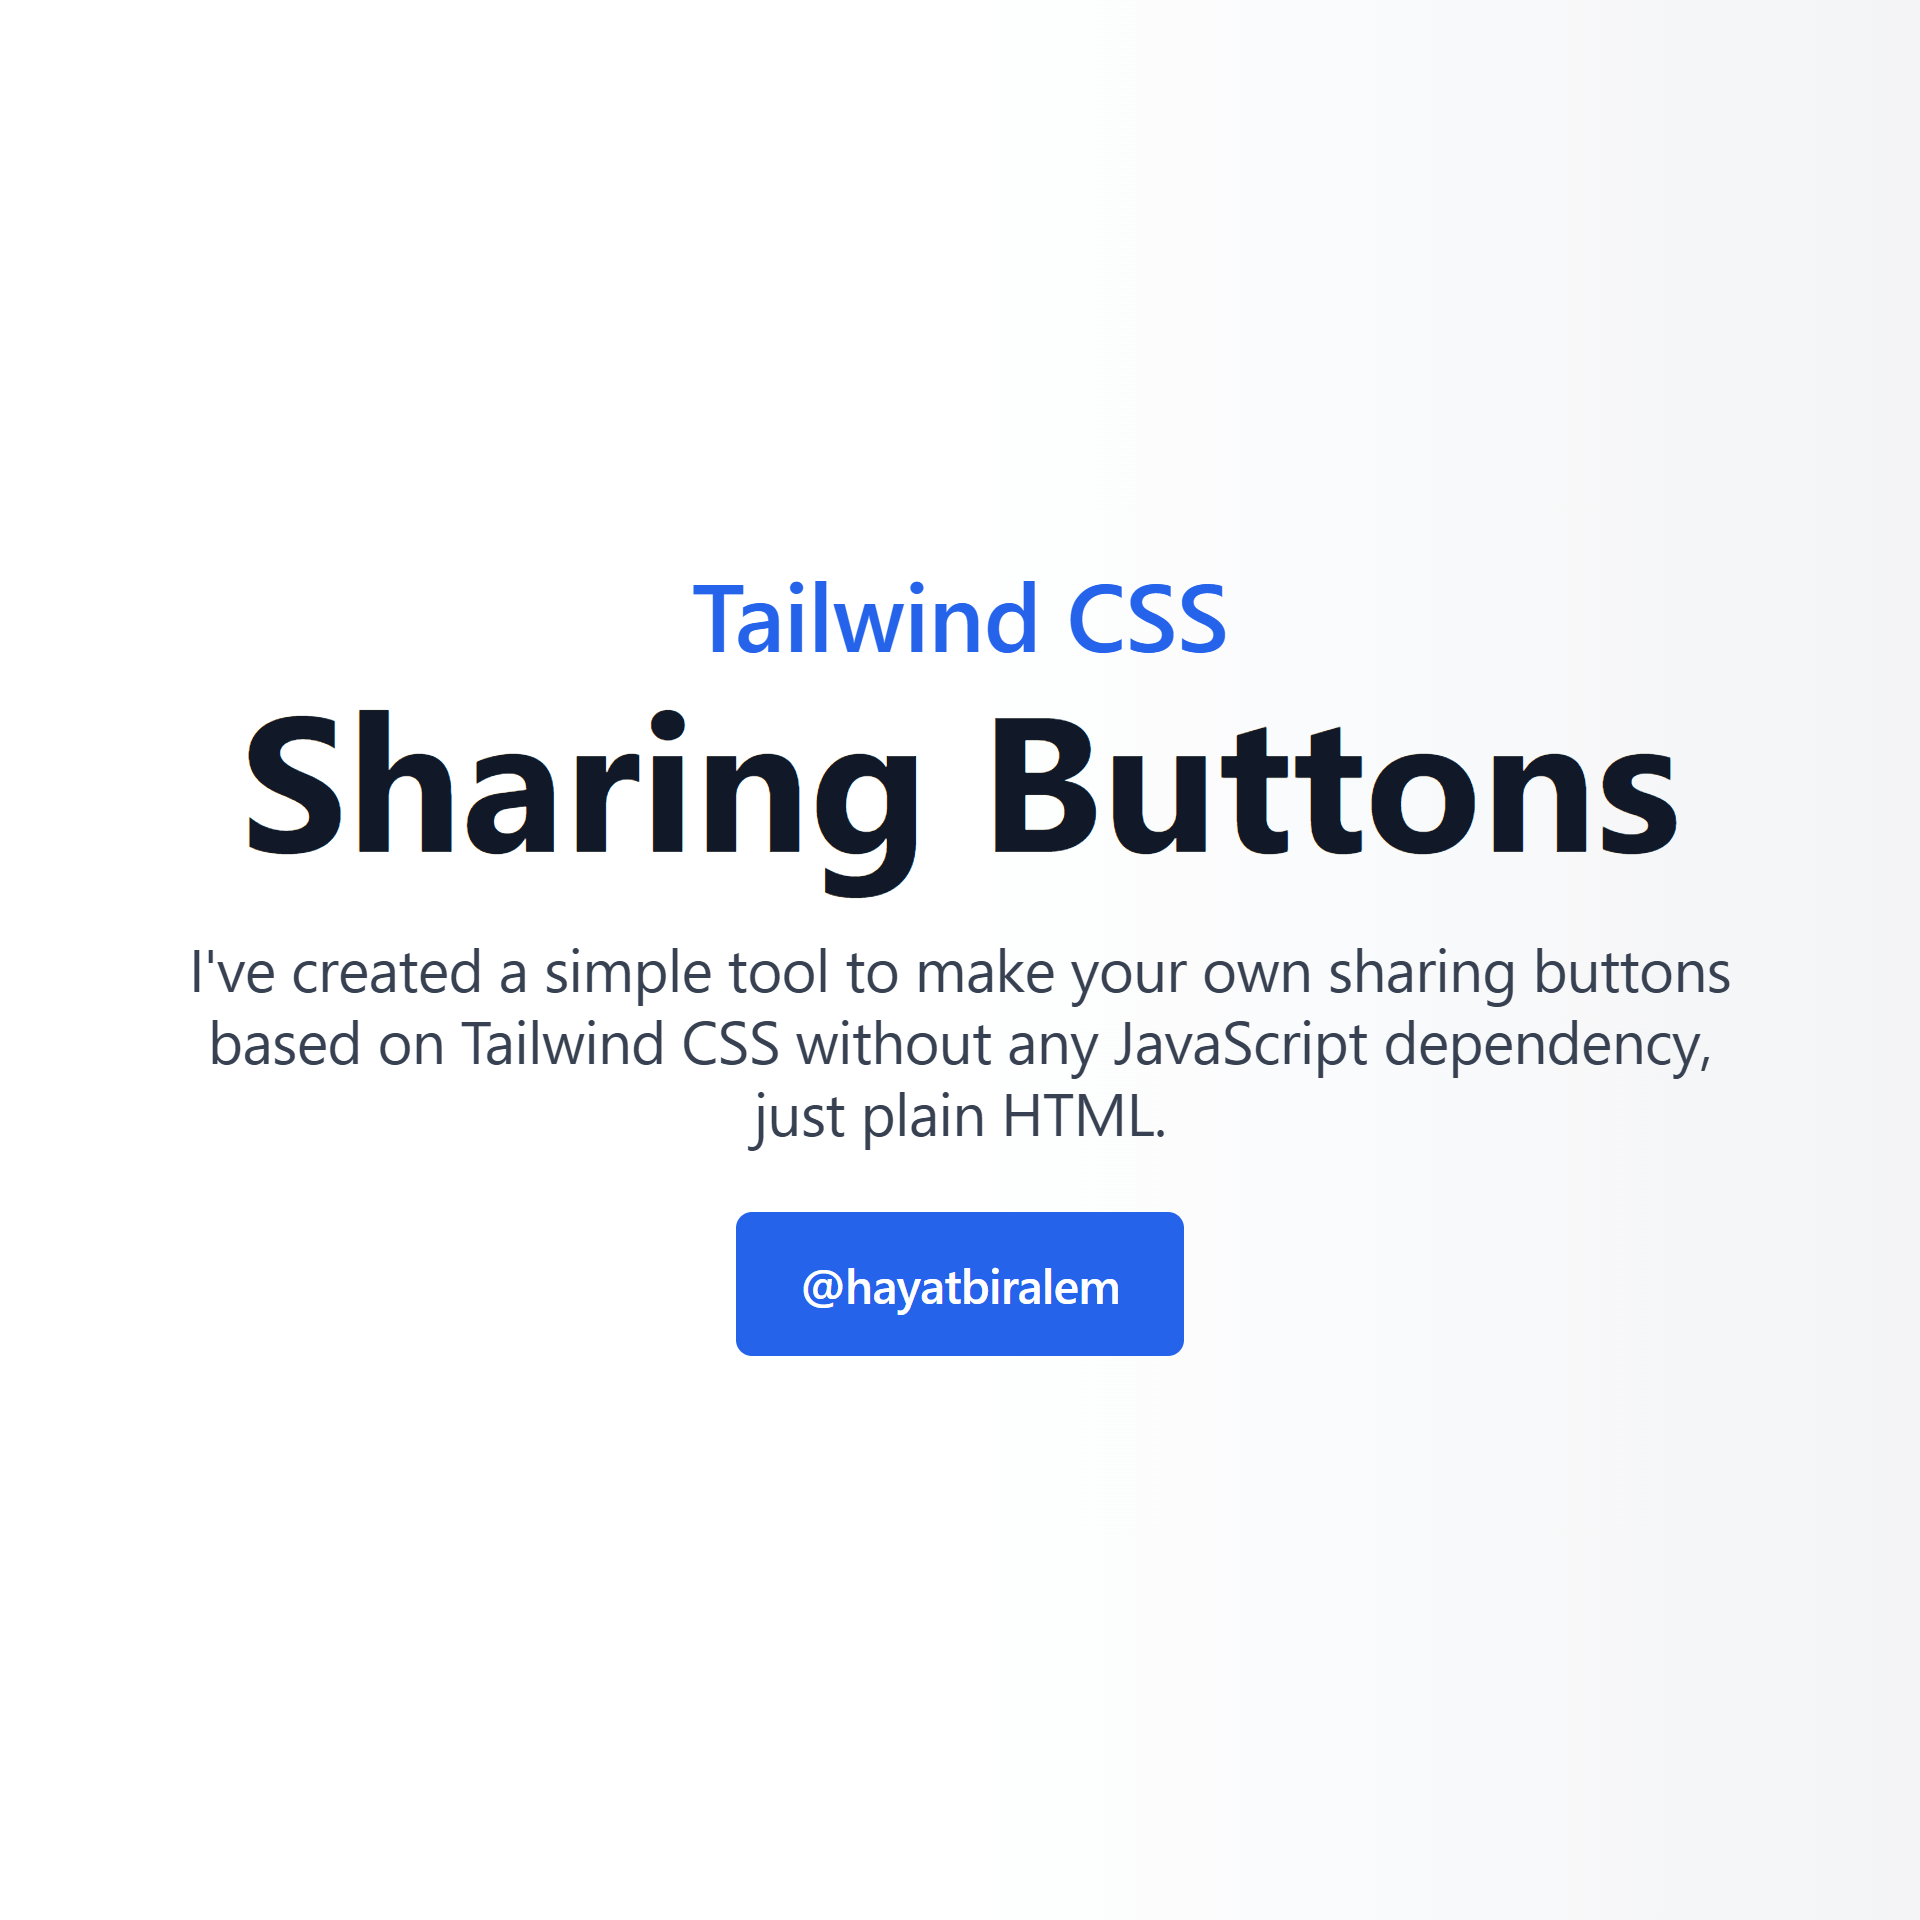 Tailwind CSS
Sharing Buttons
I've created a simple tool to make your own sharing buttons
based on Tailwind CSS without any JavaScript dependency,
just plain HTML.
@hayatbiralem